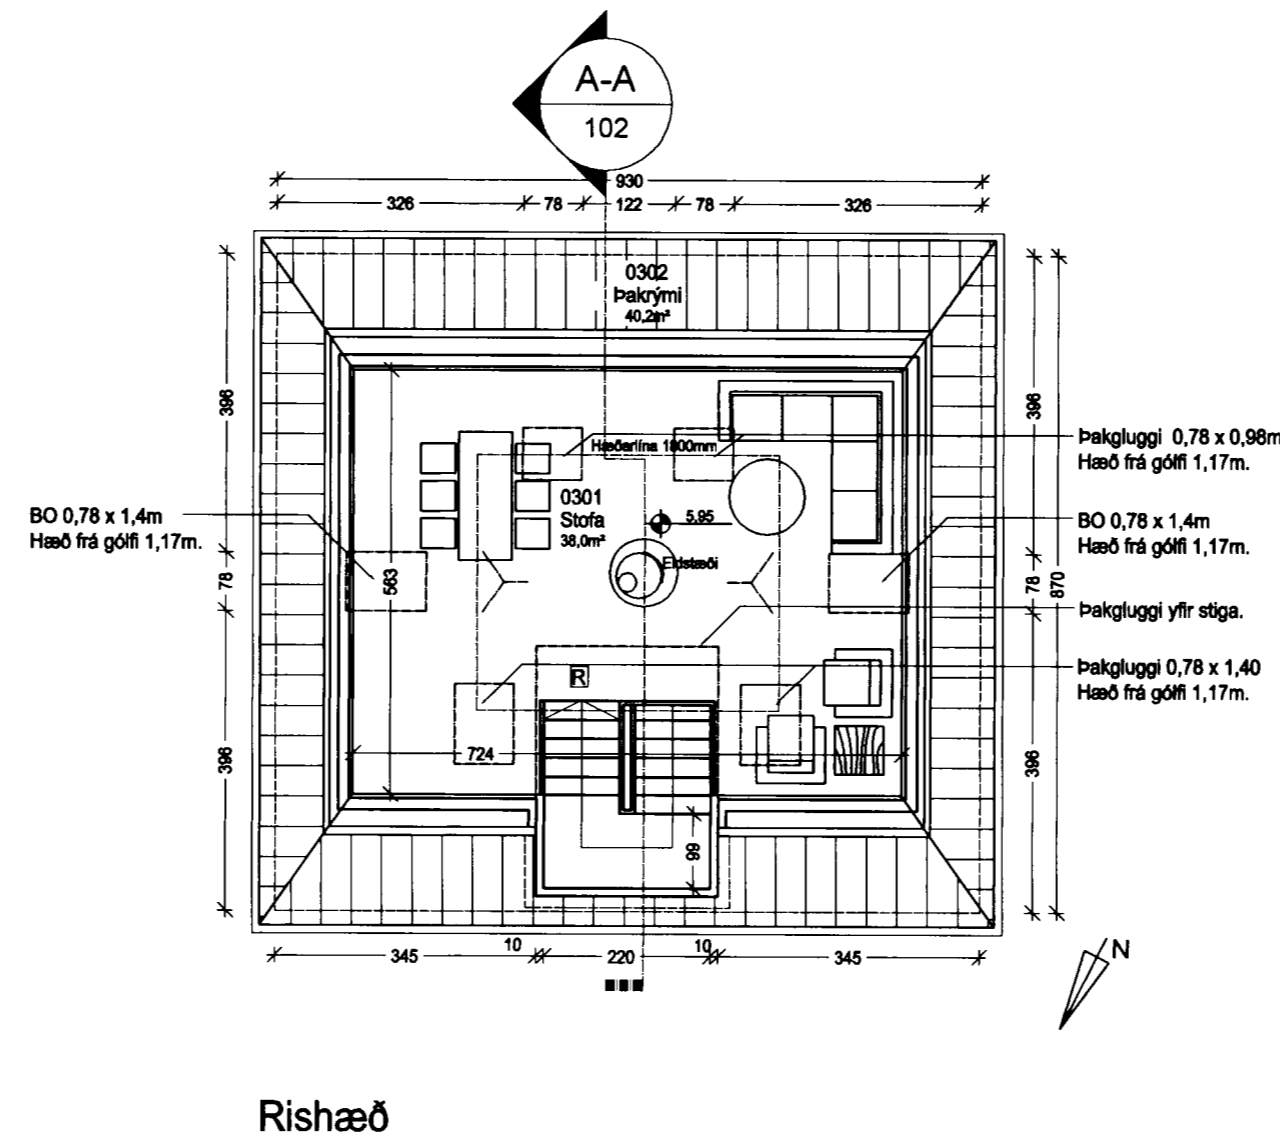 A-A
102
930
326 78 122 78 326
0302
Þakrými
40,2m²
396
78
396
563
724
Hæðarlína 1800mm
0301
Stofa
38,0m²
5,95
Eldstæði
R
99
396
78
396
870
BO 0,78 x 1,4m
Hæð frá gólfi 1,17m.
Þakgluggi 0,78 x 0,98m
Hæð frá gólfi 1,17m.
BO 0,78 x 1,4m
Hæð frá gólfi 1,17m.
Þakgluggi yfir stiga.
Þakgluggi 0,78 x 1,40
Hæð frá gólfi 1,17m.
345 10 220 10 345
N
Rishæð